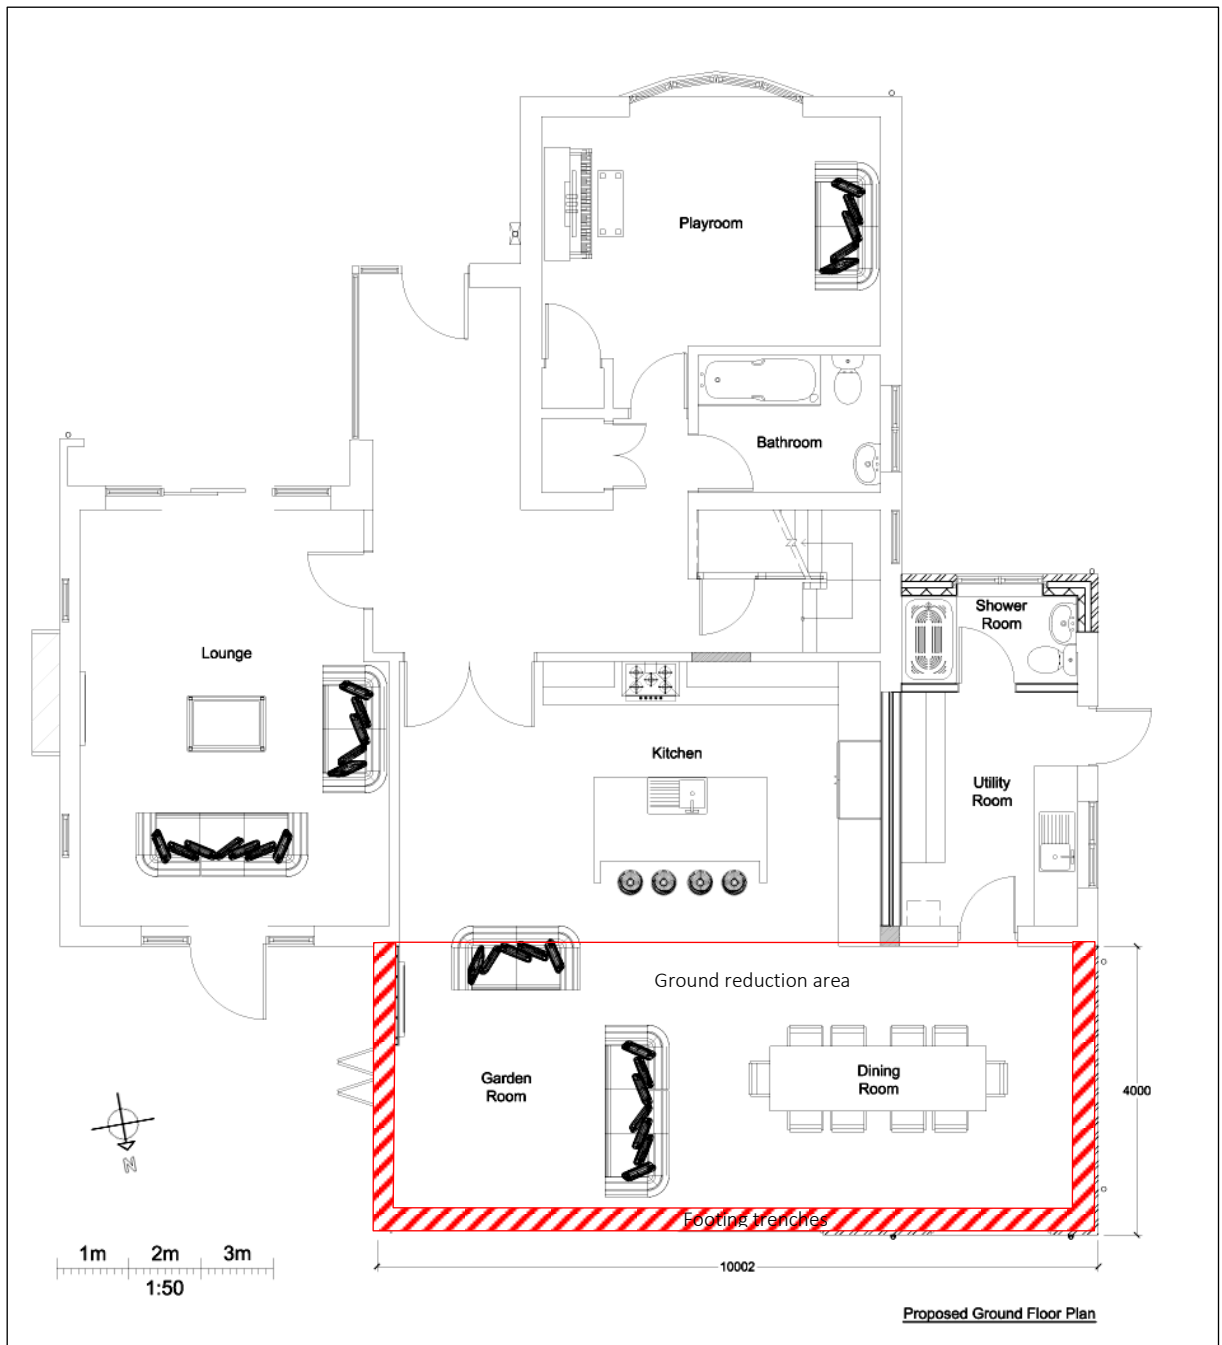 Playroom
Bathroom
Shower
Room
Lounge
Kitchen
Utility
Room
Ground reduction area
Garden
Room
Dining
Room
4000
N
Footing trenches
1m 2m 3m
1:50
10002
Proposed Ground Floor Plan